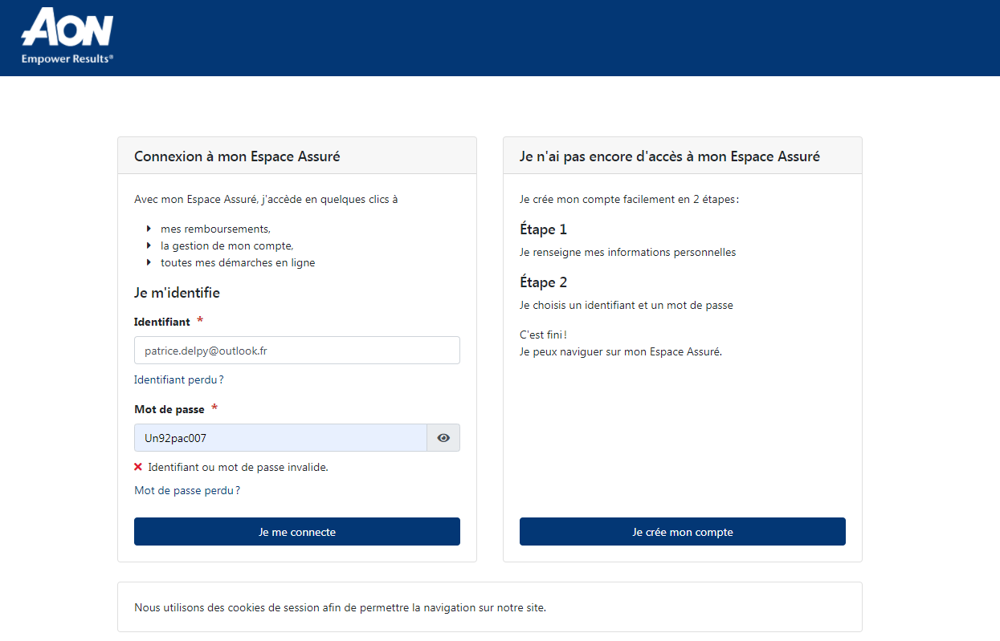 AON
Empower Results®
Connexion à mon Espace Assuré
Avec mon Espace Assuré, j'accède en quelques clics à
mes remboursements,
la gestion de mon compte,
toutes mes démarches en ligne
Je m'identifie
Identifiant *
patrice.delpy@outlook.fr
Identifiant perdu ?
Mot de passe *
Un92pac007
Identifiant ou mot de passe invalide.
Mot de passe perdu ?
Je me connecte
Je n'ai pas encore d'accès à mon Espace Assuré
Je crée mon compte facilement en 2 étapes :
Étape 1
Je renseigne mes informations personnelles
Étape 2
Je choisis un identifiant et un mot de passe
C'est fini !
Je peux naviguer sur mon Espace Assuré.
Je crée mon compte
Nous utilisons des cookies de session afin de permettre la navigation sur notre site.